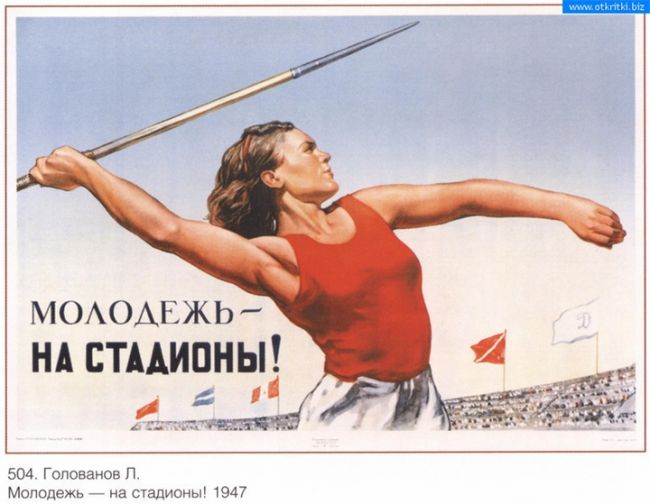 www.otkritki.biz
МОЛОДЕЖЬ –
НА СТАДИОНЫ!
504. Голованов Л.
Молодежь — на стадионы! 1947